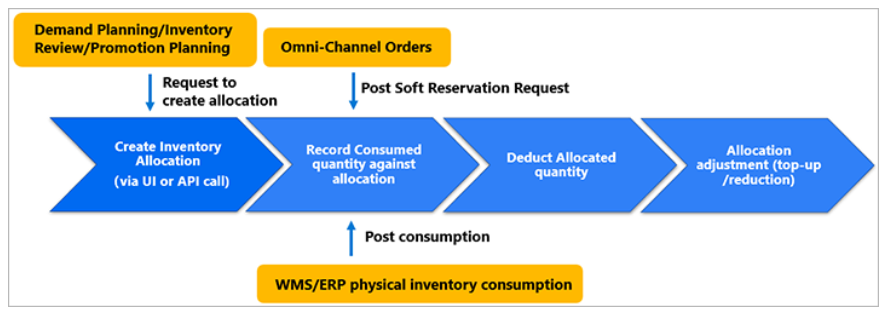 Demand Planning/Inventory
Review/Promotion Planning
Omni-Channel Orders
Request to
create allocation
Post Soft Reservation Request
Create Inventory
Allocation
(via UI or API call)
Record Consumed
quantity against
allocation
Deduct Allocated
quantity
Allocation
adjustment (top-up
/reduction)
Post consumption
WMS/ERP physical inventory consumption